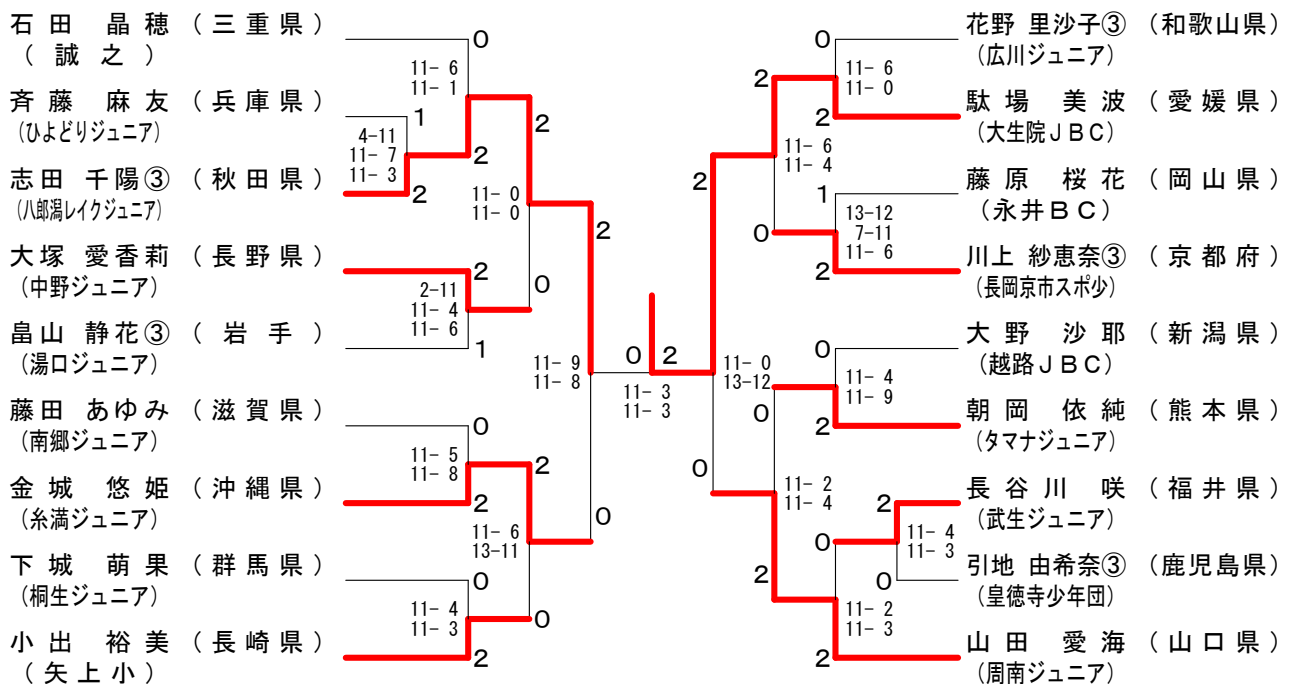 石田 晶穂 (三重県)
(誠之)
斉藤 麻友 (兵庫県)
(ひよどりジュニア)
志田 千陽③ (秋田県)
(八郎潟レイクジュニア)
大塚 愛香莉 (長野県)
(中野ジュニア)
畠山 静花③ (岩手)
(湯口ジュニア)
藤田 あゆみ (滋賀県)
(南郷ジュニア)
金城 悠姫 (沖縄県)
(糸満ジュニア)
下城 萌果 (群馬県)
(桐生ジュニア)
小出 裕美 (長崎県)
(矢上小)
0
11- 6
11- 1
2
1
4-11
11- 7
11- 3
2
2
11- 0
11- 0
0
2
2-11
11- 4
11- 6
1
2
11- 9
11- 8
0
0
11- 5
11- 8
2
2
11- 6
13-11
0
0
11- 4
11- 3
2
0
2
11- 3
11- 3
2
11- 0
13-12
0
2
11- 6
11- 4
0
0
11- 6
11- 0
2
1
13-12
7-11
11- 6
2
0
11- 2
11- 4
2
0
11- 4
11- 9
2
0
11- 2
11- 3
2
2
11- 4
11- 3
0
花野 里沙子③ (和歌山県)
(広川ジュニア)
駄場 美波 (愛媛県)
(大生院JBC)
藤原 桜花 (岡山県)
(永井BC)
川上 紗恵奈③ (京都府)
(長岡京市スポ少)
大野 沙耶 (新潟県)
(越路JBC)
朝岡 依純 (熊本県)
(タマナジュニア)
長谷川 咲 (福井県)
(武生ジュニア)
引地 由希奈③ (鹿児島県)
(皇徳寺少年団)
山田 愛海 (山口県)
(周南ジュニア)